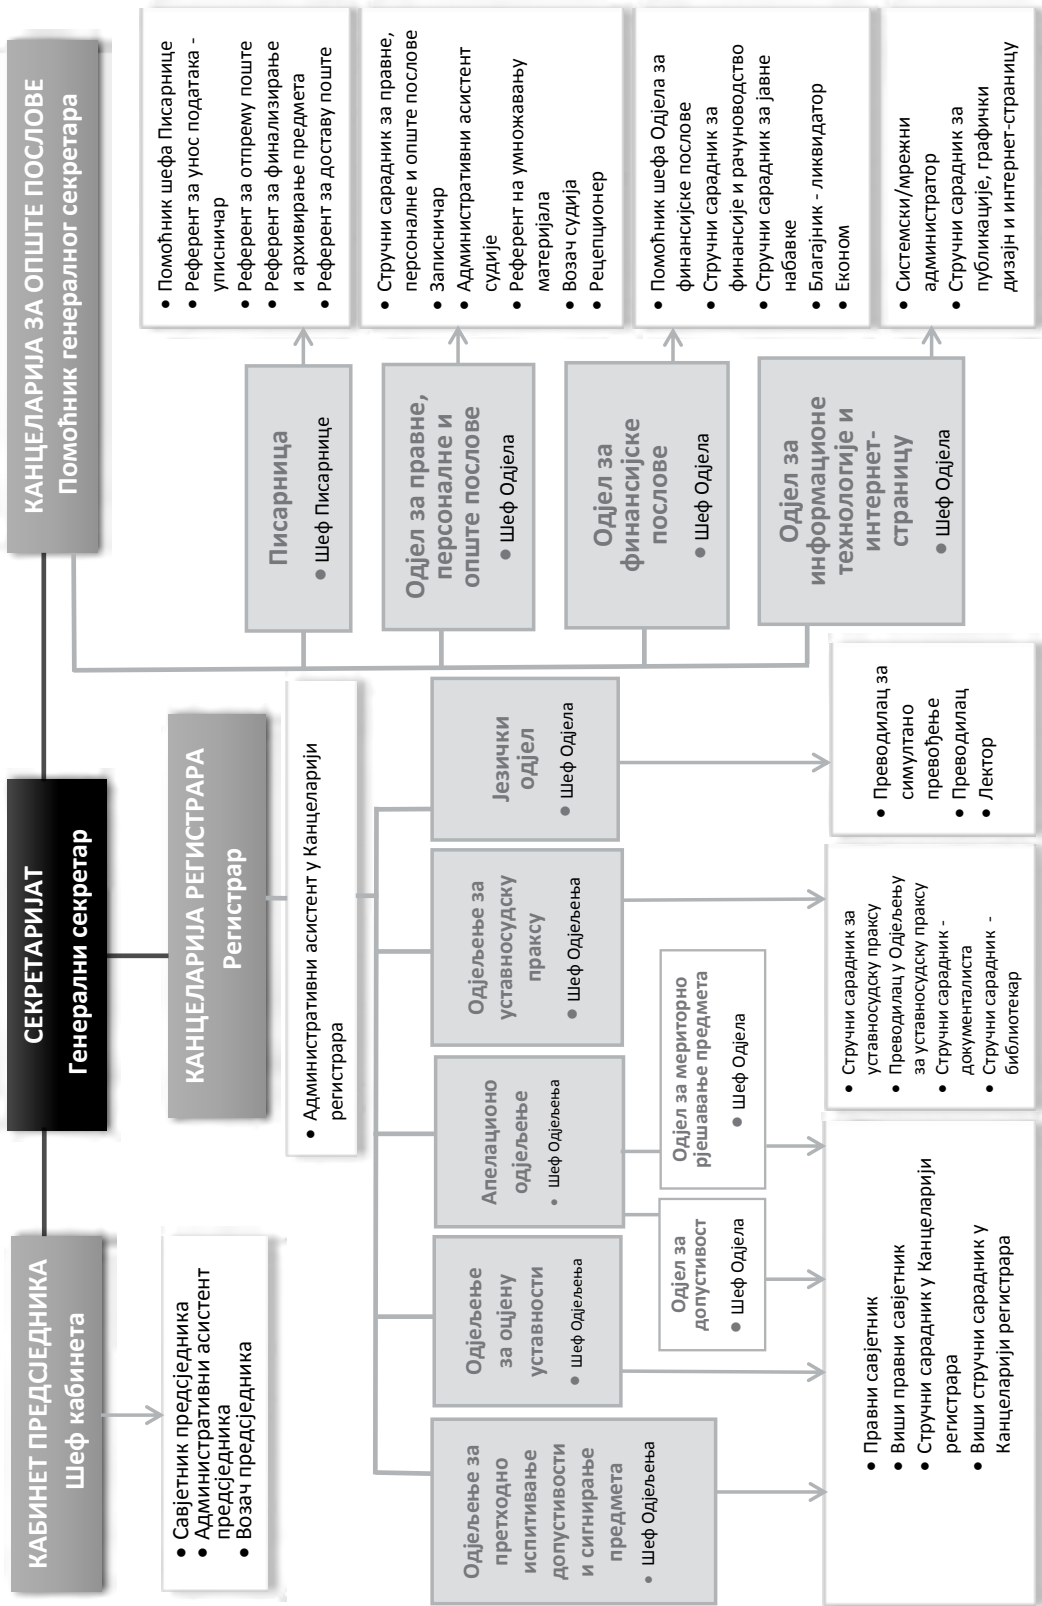 СЕКРЕТАРИЈАТ
Генерални секретар
КАБИНЕТ ПРЕДСЈЕДНИКА
Шеф кабинета
• Савјетник предсједника
• Административни асистент
предсједника
• Возач предсједника
КАНЦЕЛАРИЈА РЕГИСТРАРА
Регистрар
• Административни асистент у Канцеларији
регистрара
Одјељење за
претходно
испитивање
допустивости
и сигнирање
предмета
• Шеф Одјељења
Одјељење
за оцјену
уставности
• Шеф Одјељења
Апелационо
одјељење
• Шеф Одјељења
Одјељење за
уставносудску
праксу
• Шеф Одјељења
Језички
одјел
• Шеф Одјела
Одјел за
допустивост
• Шеф Одјела
Одјел за мериторно
рјешавање предмета
• Шеф Одјела
• Правни савјетник
• Виши правни савјетник
• Стручни сарадник у Канцеларији
регистрара
• Виши стручни сарадник у
Канцеларији регистрара
• Стручни сарадник за
уставносудску праксу
• Преводилац у Одјељењу
за уставносудску праксу
• Стручни сарадник -
документалиста
• Стручни сарадник -
библиотекар
• Преводилац за
симултано
превођење
• Преводилац
• Лектор
КАНЦЕЛАРИЈА ЗА ОПШТЕ ПОСЛОВЕ
Помоћник генералног секретара
Писарница
• Шеф Писарнице
• Помоћник шефа Писарнице
• Референт за унос података -
уписничар
• Референт за отпрему поште
• Референт за финализирање
и архивирање предмета
• Референт за доставу поште
Одјел за правне,
персоналне и
опште послове
• Шеф Одјела
• Стручни сарадник за правне,
персоналне и опште послове
• Записничар
• Административни асистент
судије
• Референт на умножавању
материјала
• Возач судија
• Рецепционер
Одјел за
финансијске
послове
• Шеф Одјела
• Помоћник шефа Одјела за
финансијске послове
• Стручни сарадник за
финансије и рачуноводство
• Стручни сарадник за јавне
набавке
• Благајник - ликвидатор
• Економ
Одјел за
информационе
технологије и
интернет-
страницу
• Шеф Одјела
• Системски/мрежни
администратор
• Стручни сарадник за
публикације, графички
дизајн и интернет-страницу